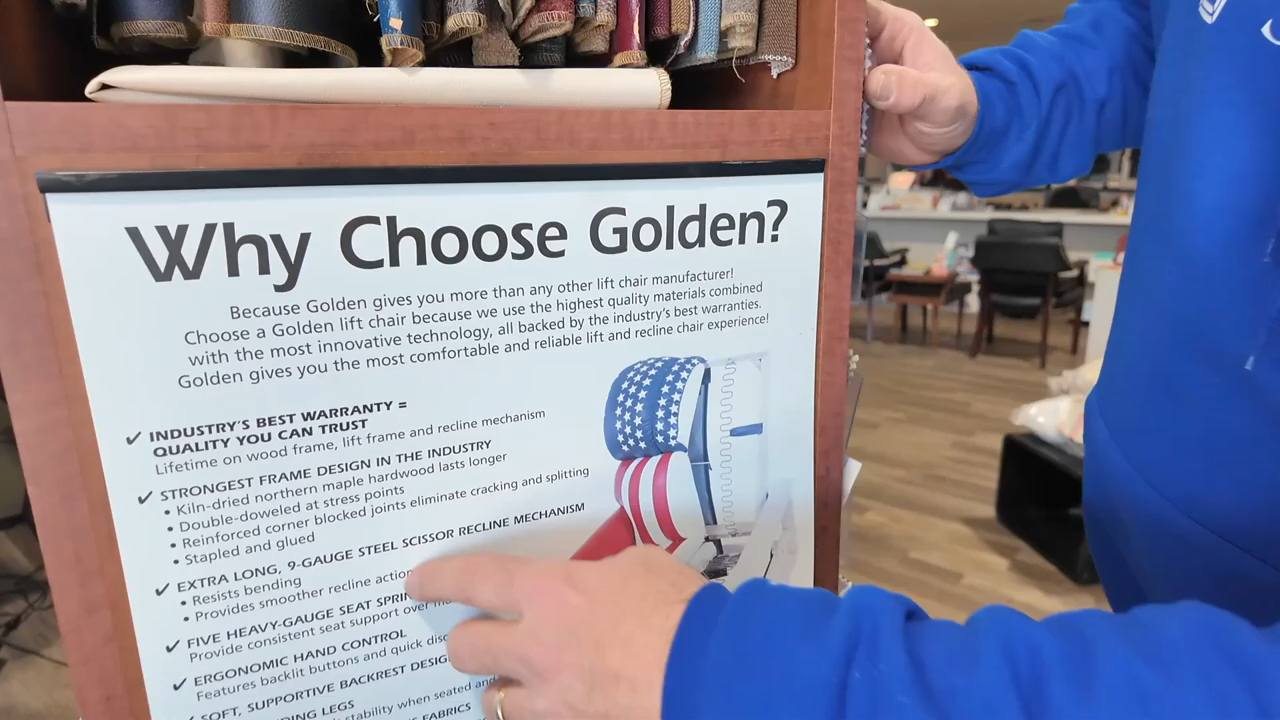 Why Choose Golden?
Because Golden gives you more than any other lift chair manufacturer!
Choose a Golden lift chair because we use the highest quality materials combined
with the most innovative technology, all backed by the industry's best warranties.
Golden gives you the most comfortable and reliable lift and recline chair experience!
✔ INDUSTRY'S BEST WARRANTY =
QUALITY YOU CAN TRUST
Lifetime on wood frame, lift frame and recline mechanism
✔ STRONGEST FRAME DESIGN IN THE INDUSTRY
• Kiln-dried northern maple hardwood lasts longer
• Double-doweled at stress points
• Reinforced corner blocked joints eliminate cracking and splitting
• Stapled and glued
✔ EXTRA LONG, 9-GAUGE STEEL SCISSOR RECLINE MECHANISM
• Resists bending
• Provides smoother recline action
✔ FIVE HEAVY-GAUGE SEAT
Provide consistent seat support over
✔ ERGONOMIC HAND CONTROL
Features backlit buttons and quick
✔ SOFT, SUPPORTIVE BACKREST
LEGS
stability when seated and
FABRICS